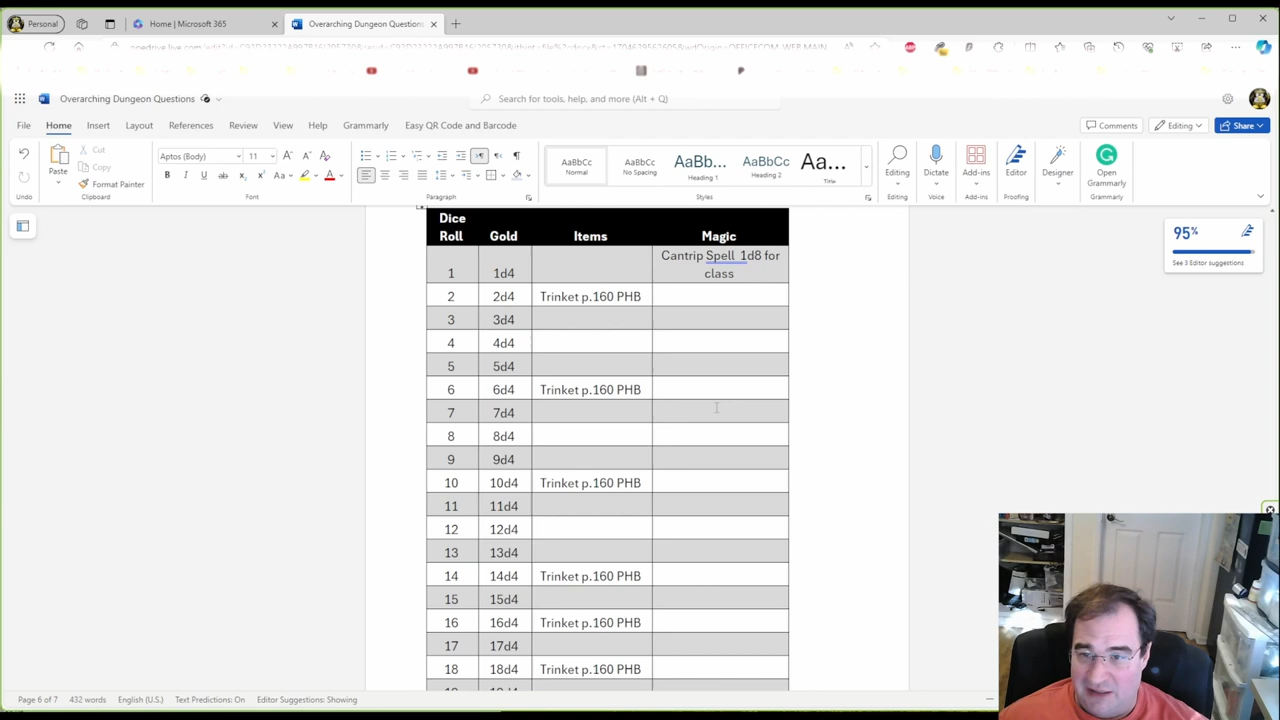 Personal
Home | Microsoft 365
Overarching Dungeon Questions
Overarching Dungeon Questions
Search for tools, help, and more (Alt + Q)
File Home Insert Layout References Review View Help Grammarly Easy QR Code and Barcode
Comments Editing Share
Undo
Paste
Cut
Copy
Format Painter
Clipboard
Aptos (Body) 11
Font
Paragraph
AaBbCc
Normal
AaBbCc
No Spacing
AaBb...
Heading 1
AaBbCc
Heading 2
Aa...
Title
Styles
Editing
Editing
Dictate
Voice
Add-ins
Add-ins
Designer
Editor
Proofing
Open
Grammarly
Grammarly
95%
See 3 Editor suggestions
Dice
Roll Gold Items Magic
Cantrip Spell 1d8 for
1 1d4 class
2 2d4 Trinket p.160 PHB
3 3d4
4 4d4
5 5d4
6 6d4 Trinket p.160 PHB
7 7d4
8 8d4
9 9d4
10 10d4 Trinket p.160 PHB
11 11d4
12 12d4
13 13d4
14 14d4 Trinket p.160 PHB
15 15d4
16 16d4 Trinket p.160 PHB
17 17d4
18 18d4 Trinket p.160 PHB
Page 6 of 7 432 words English (U.S.) Text Predictions: On Editor Suggestions: Showing